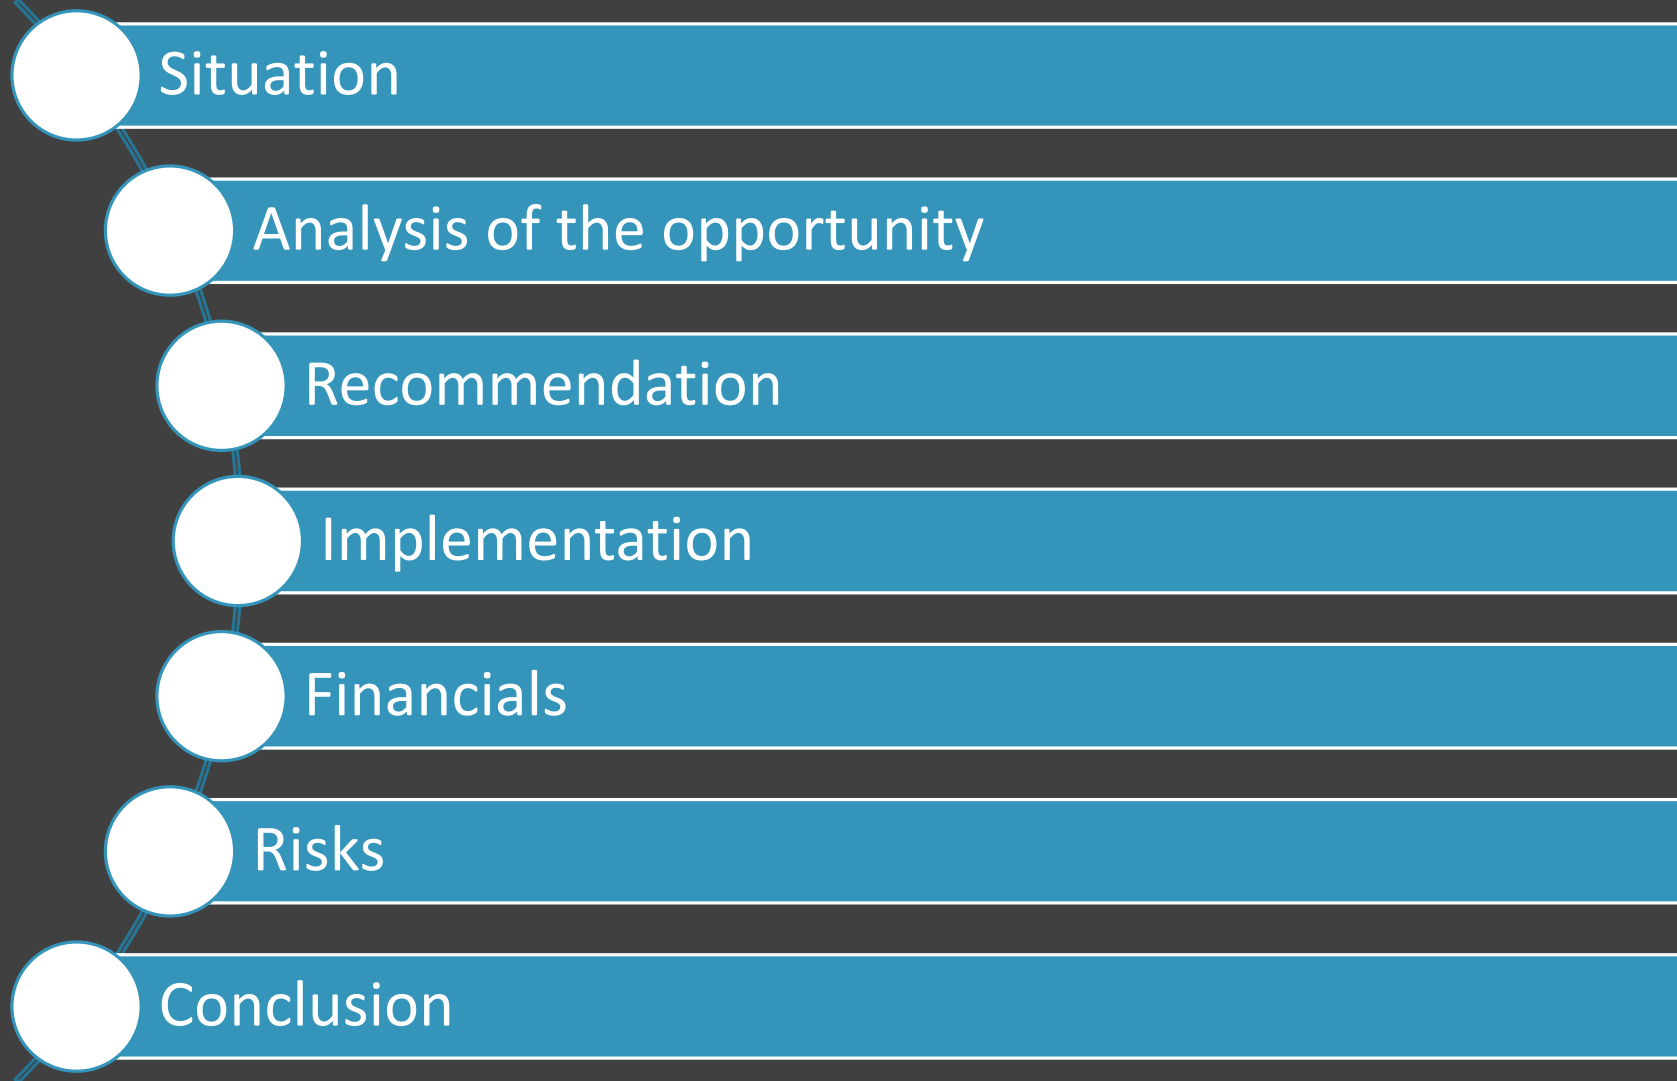 Situation
Analysis of the opportunity
Recommendation
Implementation
Financials
Risks
Conclusion